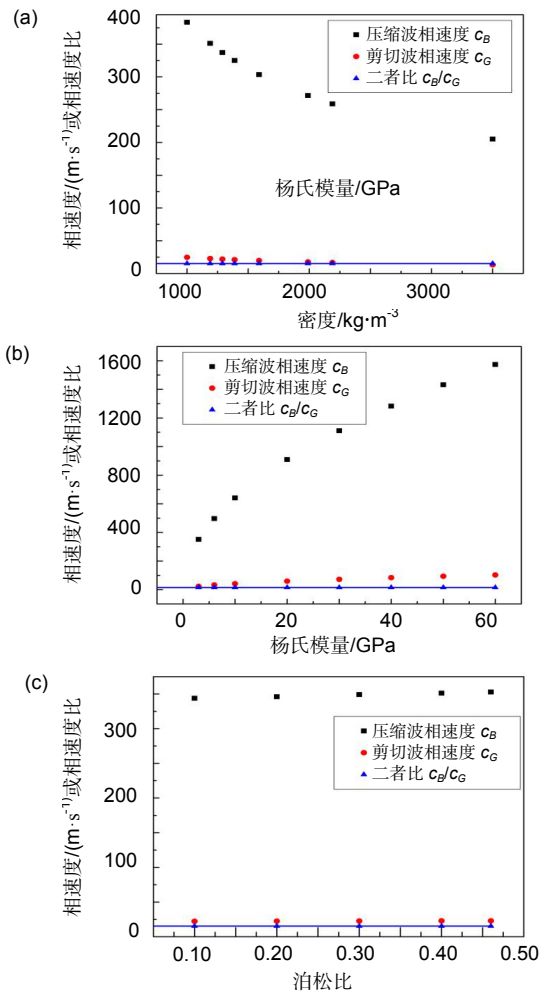 (a)
相速度/(m·s⁻¹)或相速度比
400
300
200
100
0
压缩波相速度 cB
剪切波相速度 cG
二者比 cB/cG
杨氏模量/GPa
1000 2000 3000
密度/kg·m⁻³
(b)
相速度/(m·s⁻¹)或相速度比
1600
1200
800
400
0
压缩波相速度 cB
剪切波相速度 cG
二者比 cB/cG
0 20 40 60
杨氏模量/GPa
(c)
相速度/(m·s⁻¹)或相速度比
300
200
100
0
压缩波相速度 cB
剪切波相速度 cG
二者比 cB/cG
0.10 0.20 0.30 0.40 0.50
泊松比